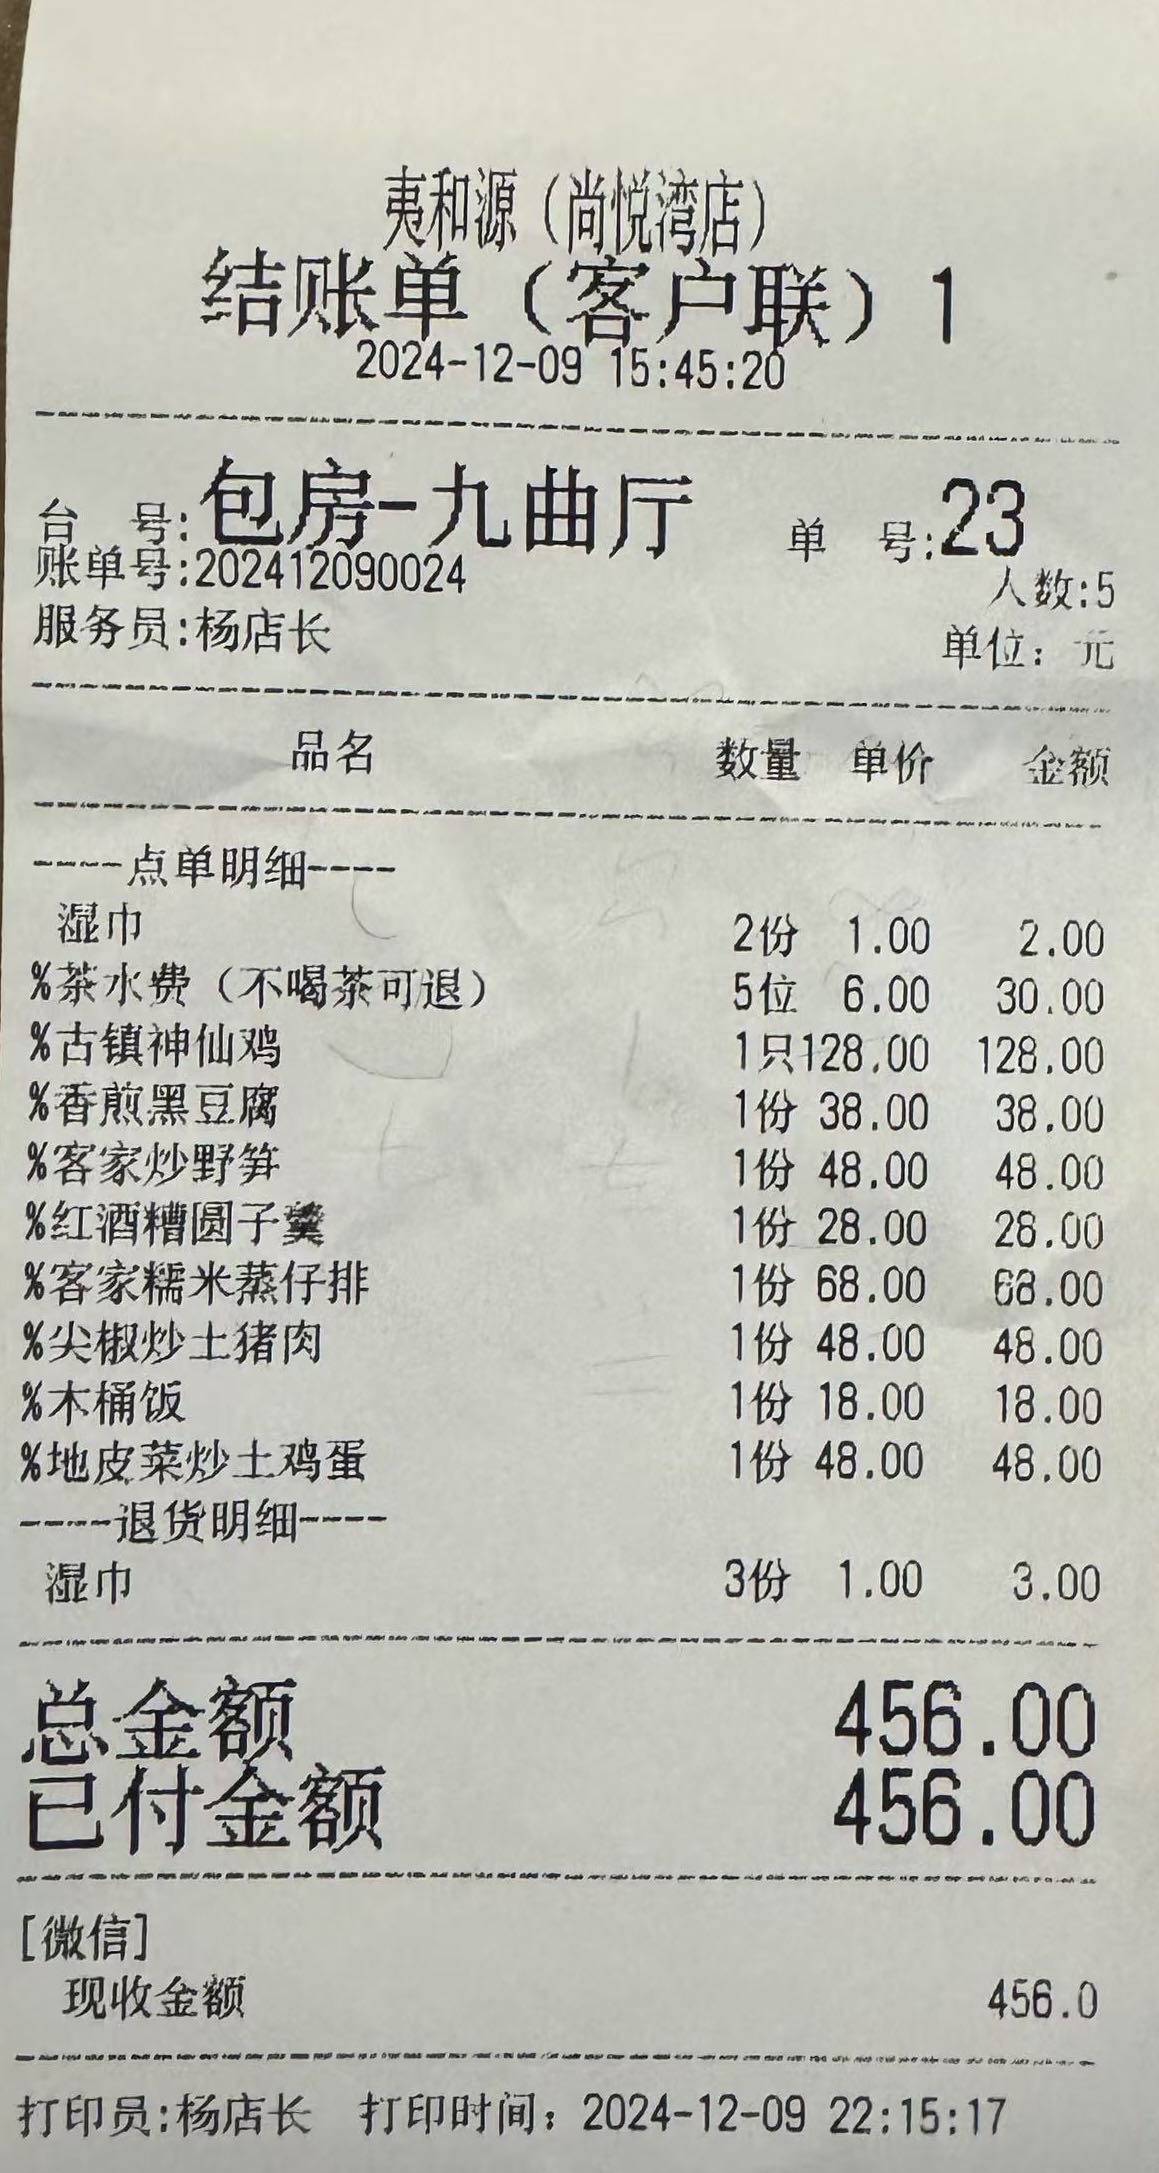 夷和源（尚悦湾店）
结账单（客户联）1
2024-12-09 15:45:20
台 号:包房-九曲厅 单 号:23
账单号:202412090024 人数:5
服务员:杨店长 单位：元
品名 数量 单价 金额
----点单明细----
湿巾 2份 1.00 2.00
%茶水费（不喝茶可退） 5位 6.00 30.00
%古镇神仙鸡 1只128.00 128.00
%香煎黑豆腐 1份 38.00 38.00
%客家炒野笋 1份 48.00 48.00
%红酒糟圆子羹 1份 28.00 28.00
%客家糯米蒸仔排 1份 68.00 68.00
%尖椒炒土猪肉 1份 48.00 48.00
%木桶饭 1份 18.00 18.00
%地皮菜炒土鸡蛋 1份 48.00 48.00
----退货明细----
湿巾 3份 1.00 3.00
总金额 456.00
已付金额 456.00
[微信]
现收金额 456.0
打印员:杨店长 打印时间：2024-12-09 22:15:17